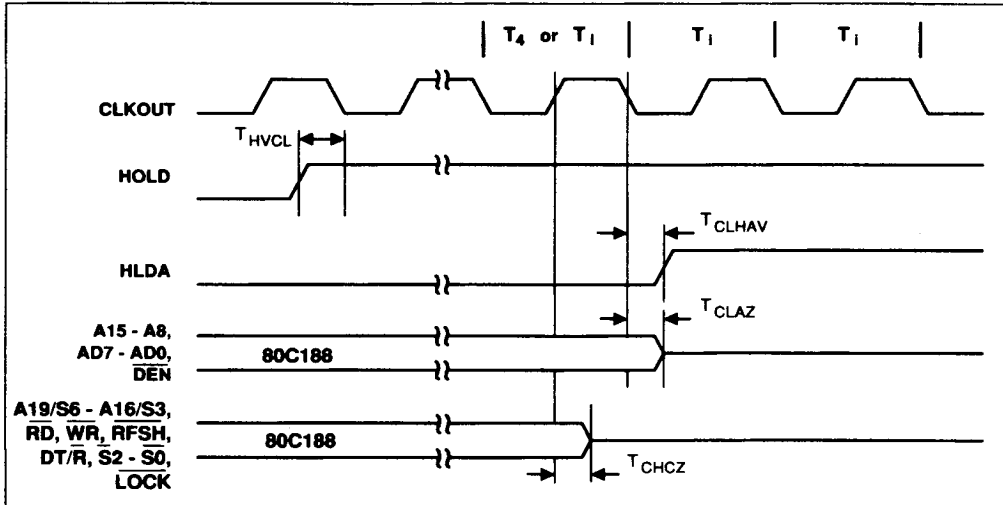 T4 or Ti
Ti
Ti
CLKOUT
THVCL
HOLD
TCLHAV
HLDA
TCLAZ
A15 - A8,
AD7 - AD0,
DEN
80C188
A19/S6 - A16/S3,
RD, WR, RFSH,
DT/R, S2 - S0,
LOCK
80C188
TCHCZ